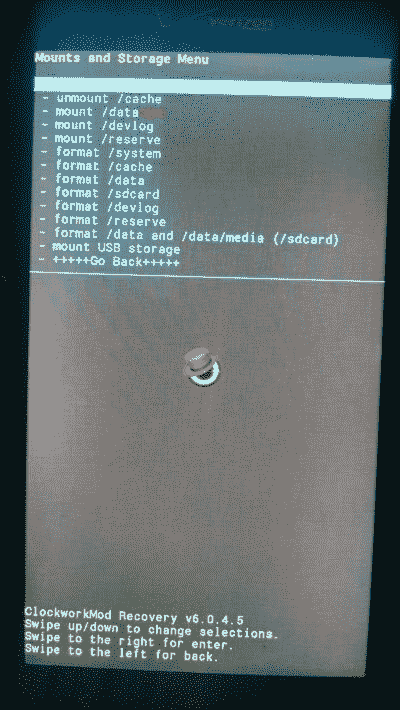 verizon
Mounts and Storage Menu
- unmount /cache
- mount /data
- mount /devlog
- mount /reserve
- format /system
- format /cache
- format /data
- format /sdcard
- format /devlog
- format /reserve
- format /data and /data/media (/sdcard)
- mount USB storage
- +++++Go Back+++++
ClockworkMod Recovery v6.0.4.5
Swipe up/down to change selections.
Swipe to the right for enter.
Swipe to the left for back.